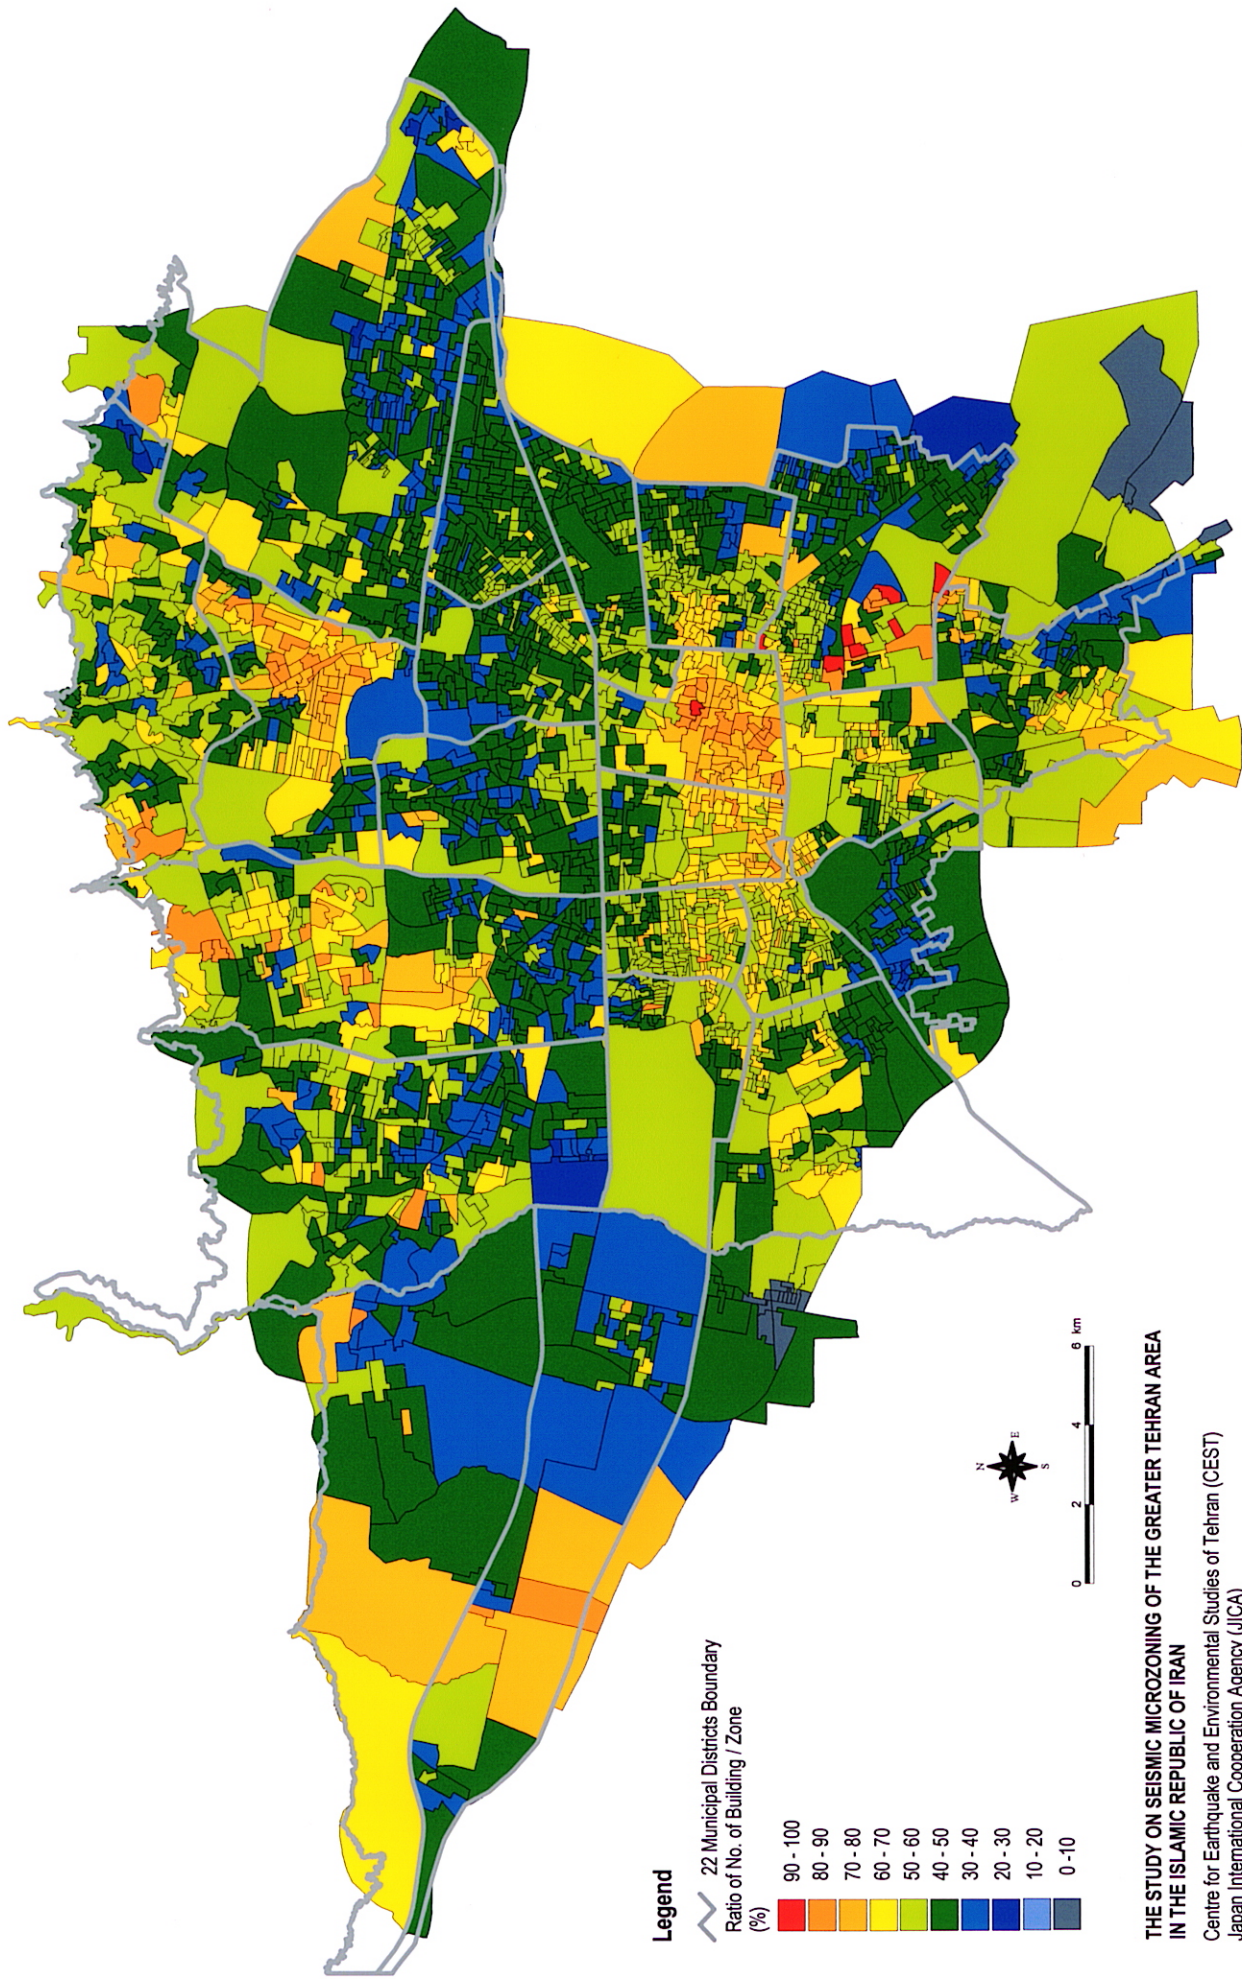 Legend
22 Municipal Districts Boundary
Ratio of No. of Building / Zone
(%)
90 - 100
80 - 90
70 - 80
60 - 70
50 - 60
40 - 50
30 - 40
20 - 30
10 - 20
0 -10
N
W
E
S
0
2
4
6 km
THE STUDY ON SEISMIC MICROZONING OF THE GREATER TEHRAN AREA
IN THE ISLAMIC REPUBLIC OF IRAN
Centre for Earthquake and Environmental Studies of Tehran (CEST)
Japan International Cooperation Agency (JICA)